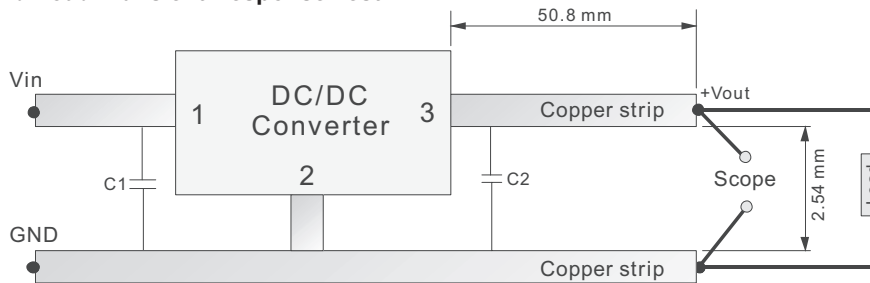 50.8 mm
Vin
+Vout
1
DC/DC
Converter
3
Copper strip
C1
2
C2
Scope
2.54 mm
GND
Copper strip